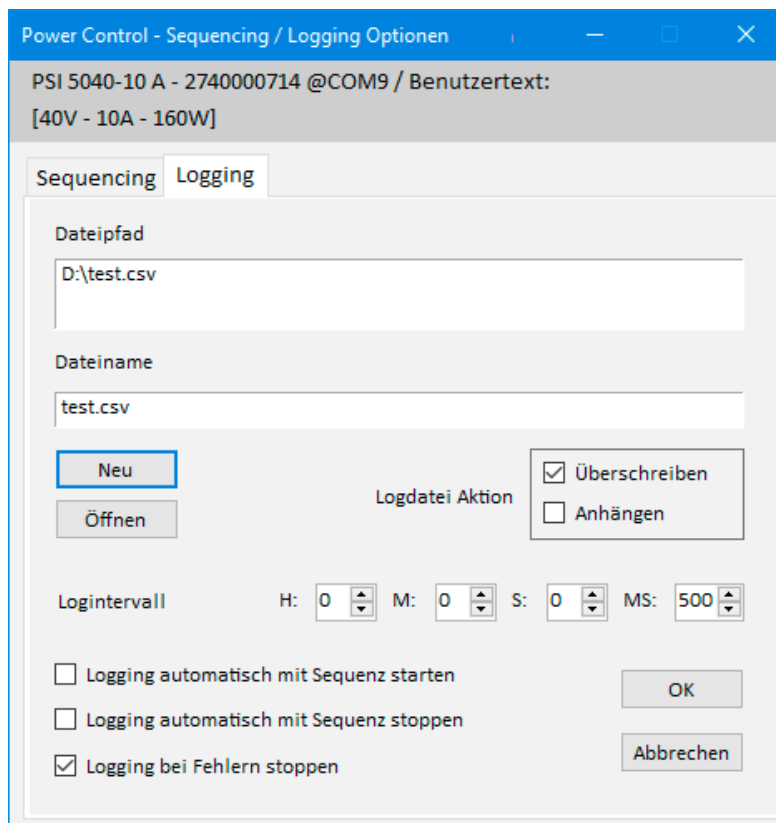 Power Control - Sequencing / Logging Optionen
PSI 5040-10 A - 2740000714 @COM9 / Benutzertext:
[40V - 10A - 160W]
Sequencing Logging
Dateipfad
D:\test.csv
Dateiname
test.csv
Neu
Öffnen
Logdatei Aktion
Überschreiben
Anhängen
Logintervall H: 0 M: 0 S: 0 MS: 500
Logging automatisch mit Sequenz starten
Logging automatisch mit Sequenz stoppen
Logging bei Fehlern stoppen
OK
Abbrechen